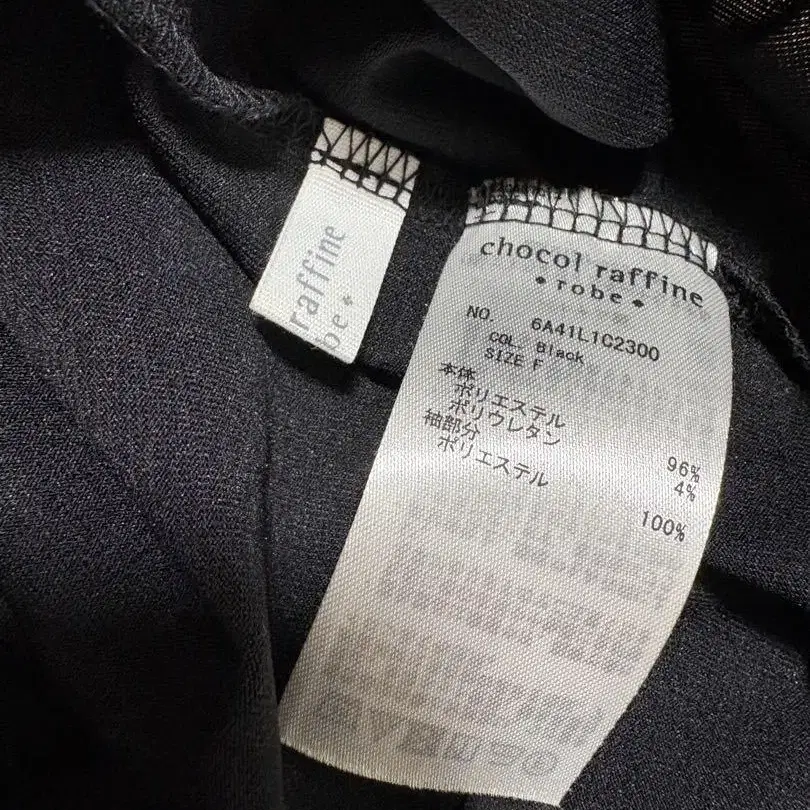 raffine
be◆
chocol raffine
◆robe◆
NO. 6A41L1C2300
COL. Black
SIZE F
本体
ポリエステル 96%
ポリウレタン 4%
袖部分
ポリエステル 100%